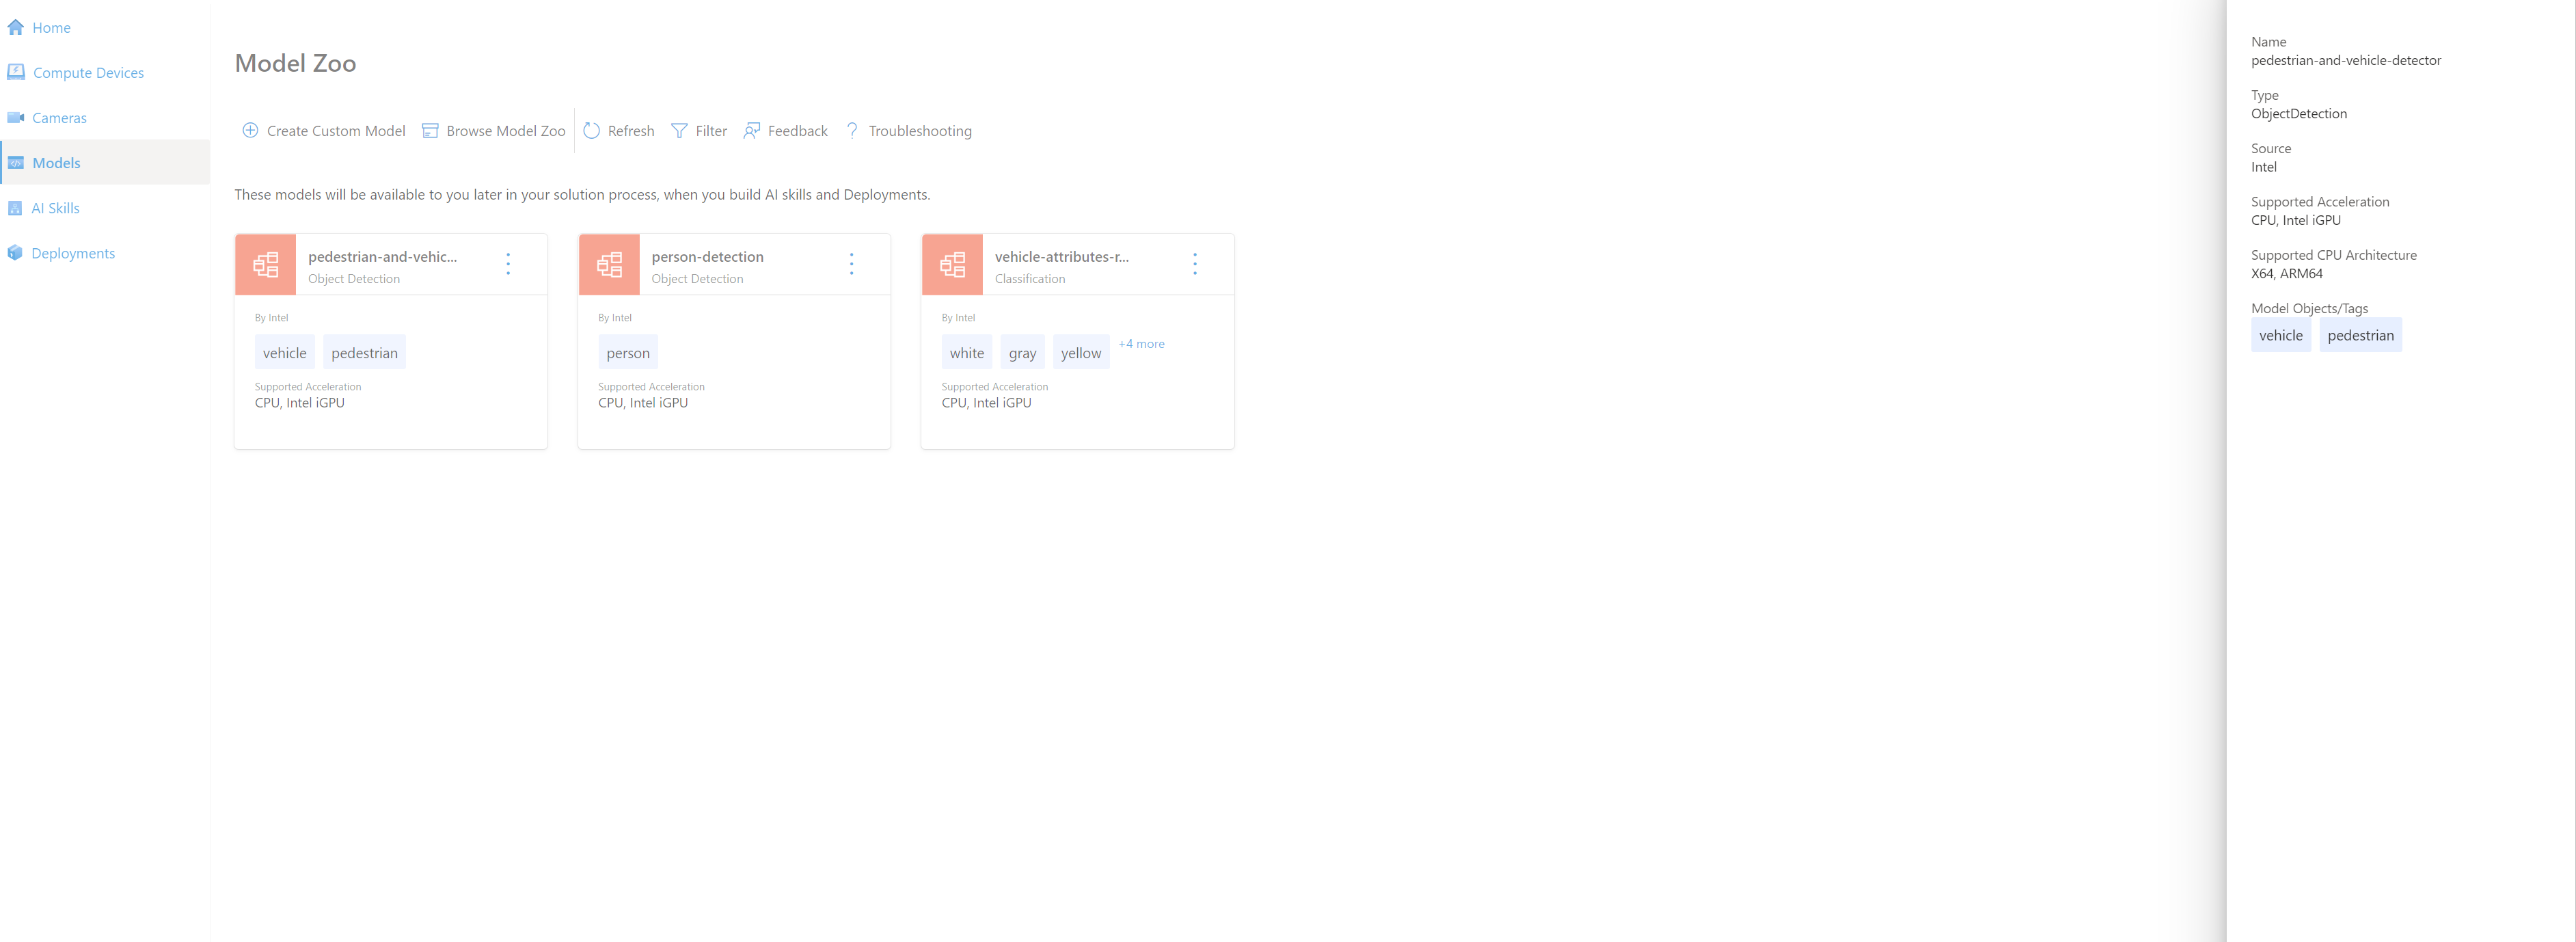 Home
Compute Devices
Cameras
Models
AI Skills
Deployments
Model Zoo
Create Custom Model
Browse Model Zoo
Refresh
Filter
Feedback
Troubleshooting
These models will be available to you later in your solution process, when you build AI skills and Deployments.
pedestrian-and-vehic...
Object Detection
By Intel
vehicle
pedestrian
Supported Acceleration
CPU, Intel iGPU
person-detection
Object Detection
By Intel
person
Supported Acceleration
CPU, Intel iGPU
vehicle-attributes-r...
Classification
By Intel
white
gray
yellow
+4 more
Supported Acceleration
CPU, Intel iGPU
Name
pedestrian-and-vehicle-detector
Type
ObjectDetection
Source
Intel
Supported Acceleration
CPU, Intel iGPU
Supported CPU Architecture
X64, ARM64
Model Objects/Tags
vehicle
pedestrian